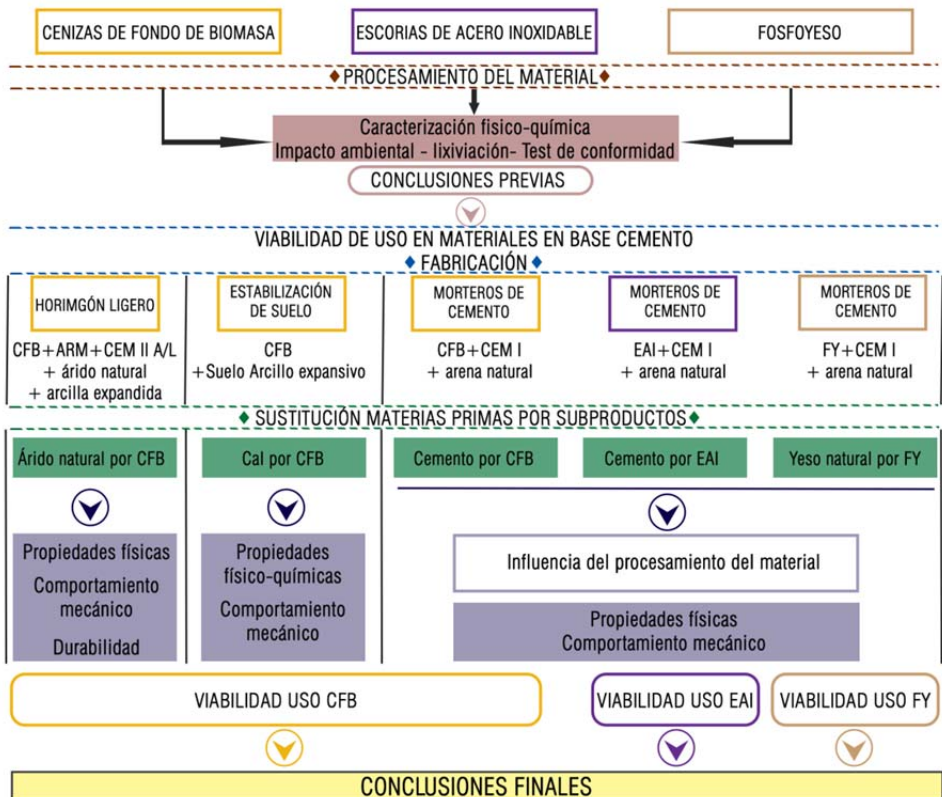 CENIZAS DE FONDO DE BIOMASA
ESCORIAS DE ACERO INOXIDABLE
FOSFOYESO
PROCESAMIENTO DEL MATERIAL
Caracterización fisico-química
Impacto ambiental - lixiviación- Test de conformidad
CONCLUSIONES PREVIAS
VIABILIDAD DE USO EN MATERIALES EN BASE CEMENTO
FABRICACIÓN
HORIMGÓN LIGERO
CFB+ARM+CEM II A/L
+ árido natural
+ arcilla expandida
ESTABILIZACIÓN
DE SUELO
CFB
+Suelo Arcillo expansivo
MORTEROS DE
CEMENTO
CFB+CEM I
+ arena natural
MORTEROS DE
CEMENTO
EAI+CEM I
+ arena natural
MORTEROS DE
CEMENTO
FY+CEM I
+ arena natural
SUSTITUCIÓN MATERIAS PRIMAS POR SUBPRODUCTOS
Árido natural por CFB
Cal por CFB
Cemento por CFB
Cemento por EAI
Yeso natural por FY
Propiedades físicas
Comportamiento
mecánico
Durabilidad
Propiedades
físico-químicas
Comportamiento
mecánico
Influencia del procesamiento del material
Propiedades físicas
Comportamiento mecánico
VIABILIDAD USO CFB
VIABILIDAD USO EAI
VIABILIDAD USO FY
CONCLUSIONES FINALES